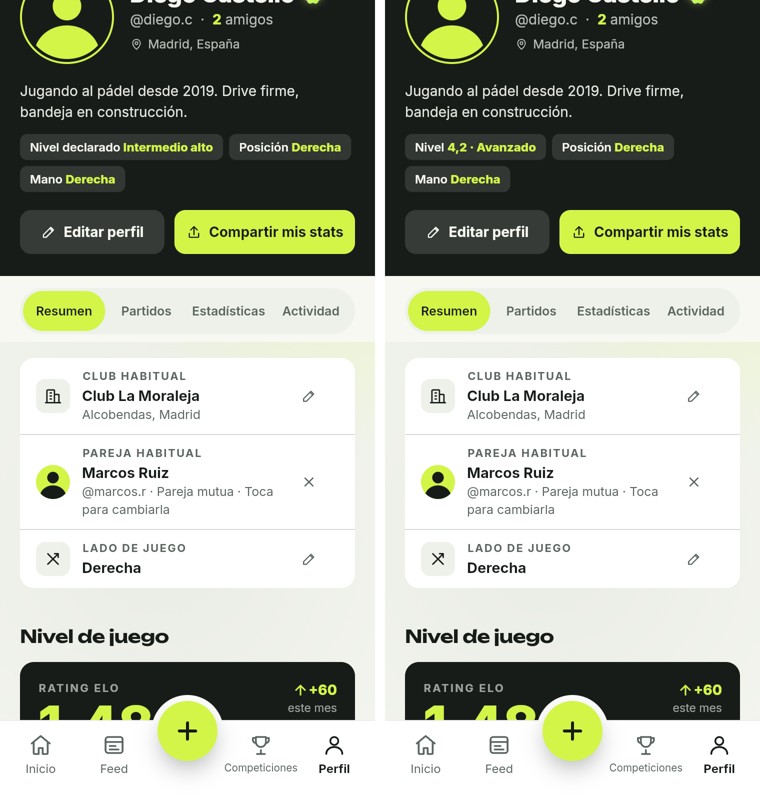 @diego.c · 2 amigos
Madrid, España
Jugando al pádel desde 2019. Drive firme,
bandeja en construcción.
Nivel declarado Intermedio alto
Posición Derecha
Mano Derecha
Editar perfil
Compartir mis stats
Resumen
Partidos
Estadísticas
Actividad
CLUB HABITUAL
Club La Moraleja
Alcobendas, Madrid
PAREJA HABITUAL
Marcos Ruiz
@marcos.r · Pareja mutua · Toca
para cambiarla
LADO DE JUEGO
Derecha
Nivel de juego
RATING ELO
+60
este mes
Inicio
Feed
Competiciones
Perfil
@diego.c · 2 amigos
Madrid, España
Jugando al pádel desde 2019. Drive firme,
bandeja en construcción.
Nivel 4,2 · Avanzado
Posición Derecha
Mano Derecha
Editar perfil
Compartir mis stats
Resumen
Partidos
Estadísticas
Actividad
CLUB HABITUAL
Club La Moraleja
Alcobendas, Madrid
PAREJA HABITUAL
Marcos Ruiz
@marcos.r · Pareja mutua · Toca
para cambiarla
LADO DE JUEGO
Derecha
Nivel de juego
RATING ELO
+60
este mes
Inicio
Feed
Competiciones
Perfil